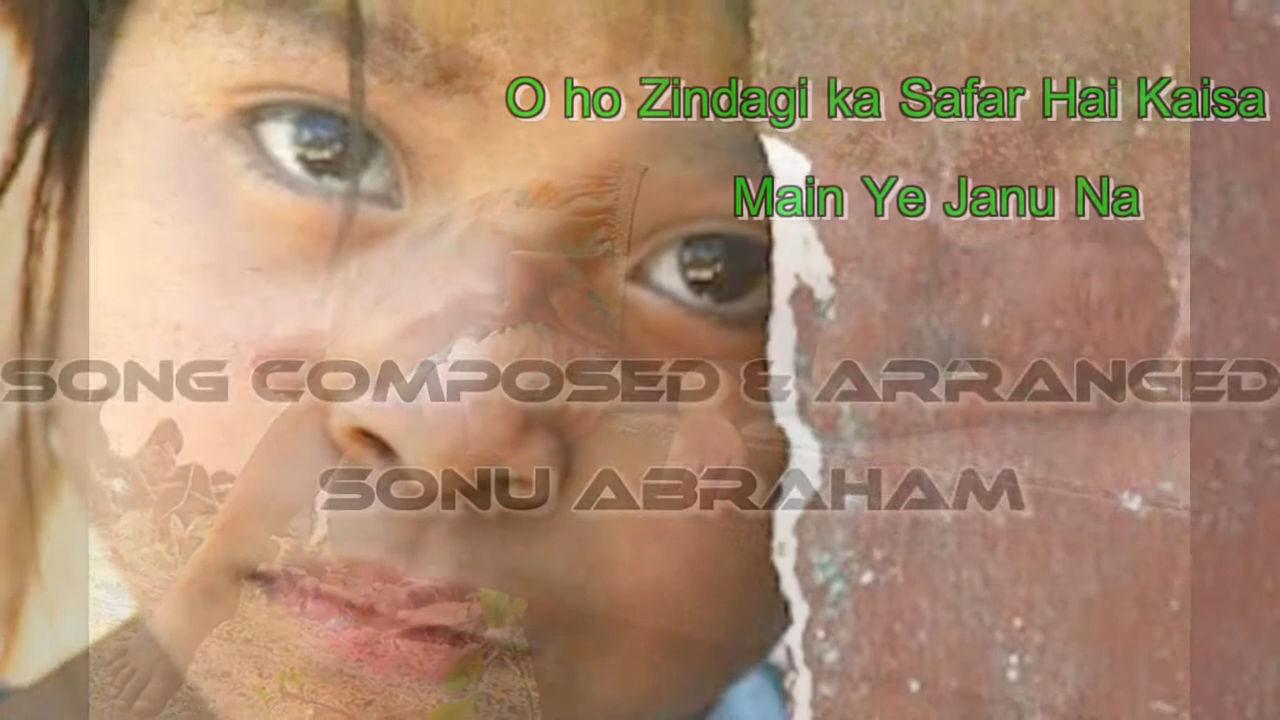 O ho Zindagi ka Safar Hai Kaisa
Main Ye Janu Na
SONG COMPOSED & ARRANGED
SONU ABRAHAM